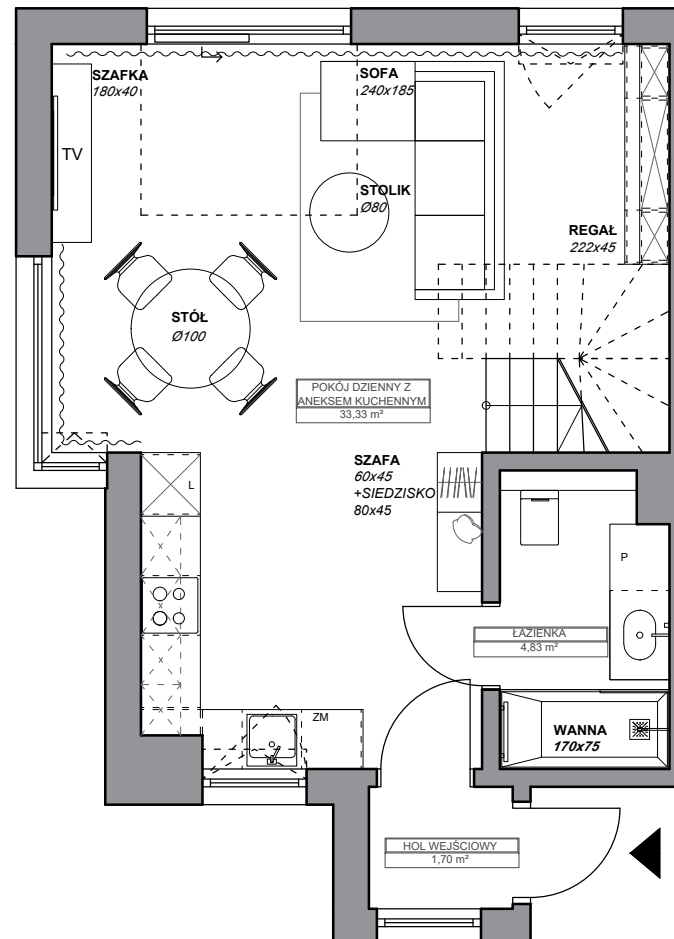 SZAFKA
180x40
SOFA
240x185
TV
STOLIK
Ø80
REGAŁ
222x45
STÓŁ
Ø100
POKÓJ DZIENNY Z
ANEKSEM KUCHENNYM
33,33 m²
SZAFA
60x45
+SIEDZISKO
80x45
L
P
ŁAZIENKA
4,83 m²
ZM
WANNA
170x75
HOL WEJŚCIOWY
1,70 m²